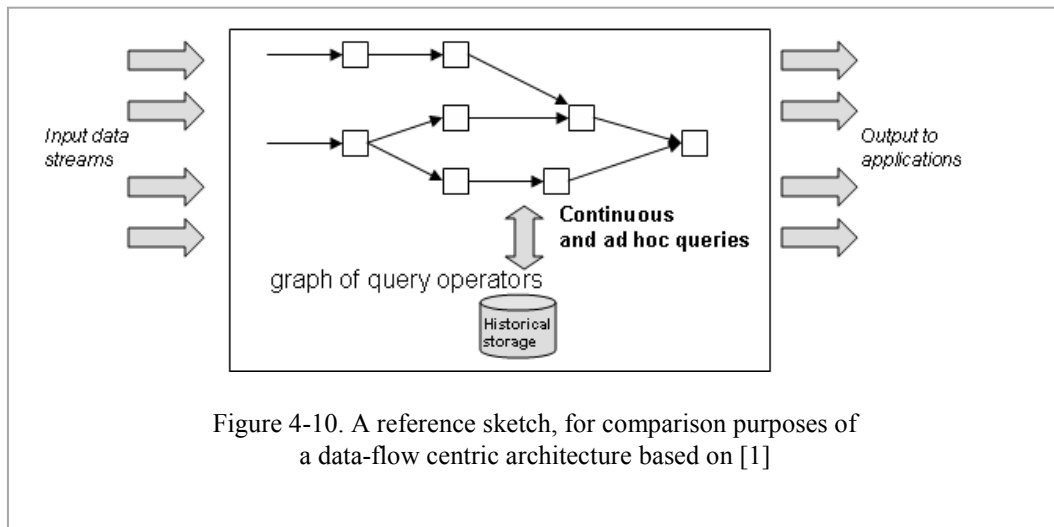 Input data
streams
Continuous
and ad hoc queries
graph of query operators
Historical
storage
Output to
applications
Figure 4-10. A reference sketch, for comparison purposes of
a data-flow centric architecture based on [1]